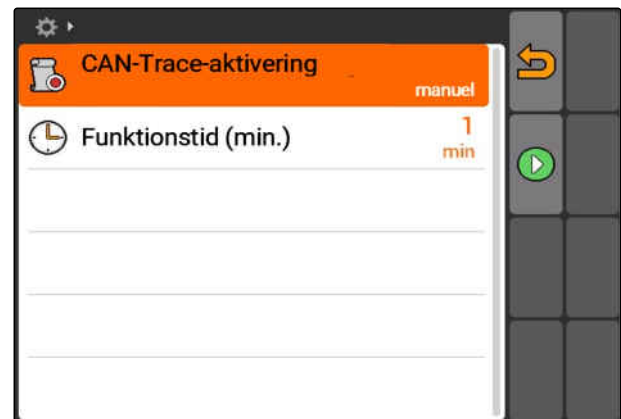 CAN-Trace-aktivering
manuel
Funktionstid (min.)
1
min